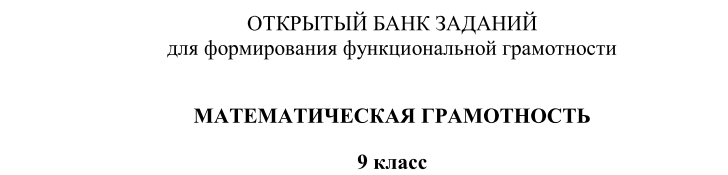 ОТКРЫТЫЙ БАНК ЗАДАНИЙ
для формирования функциональной грамотности
МАТЕМАТИЧЕСКАЯ ГРАМОТНОСТЬ
9 класс